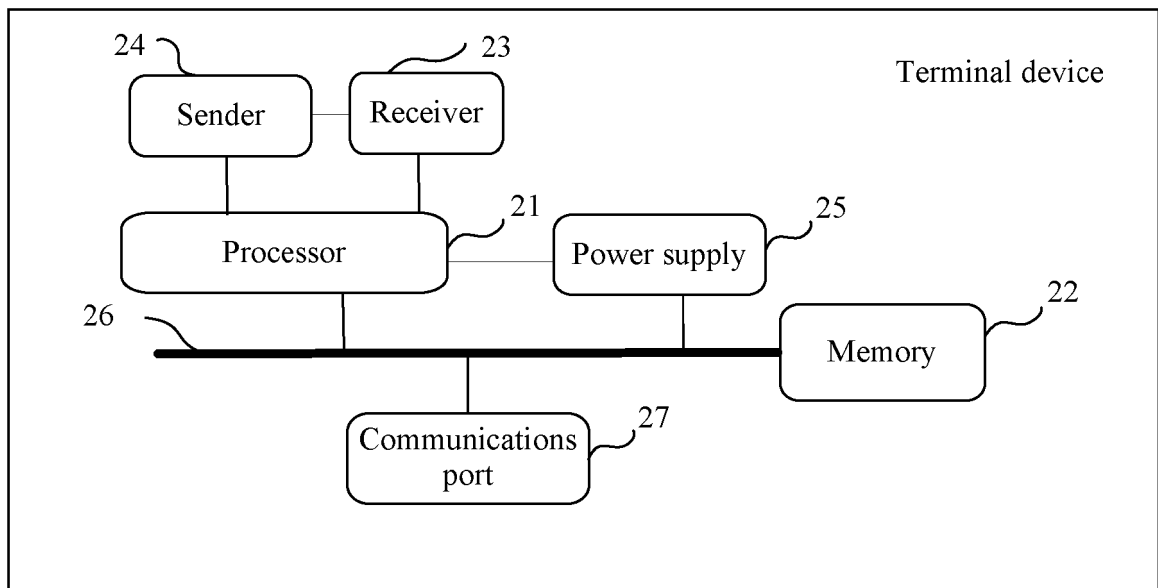 24
23
Terminal device
Sender
Receiver
21
25
Processor
Power supply
22
26
Memory
27
Communications
port